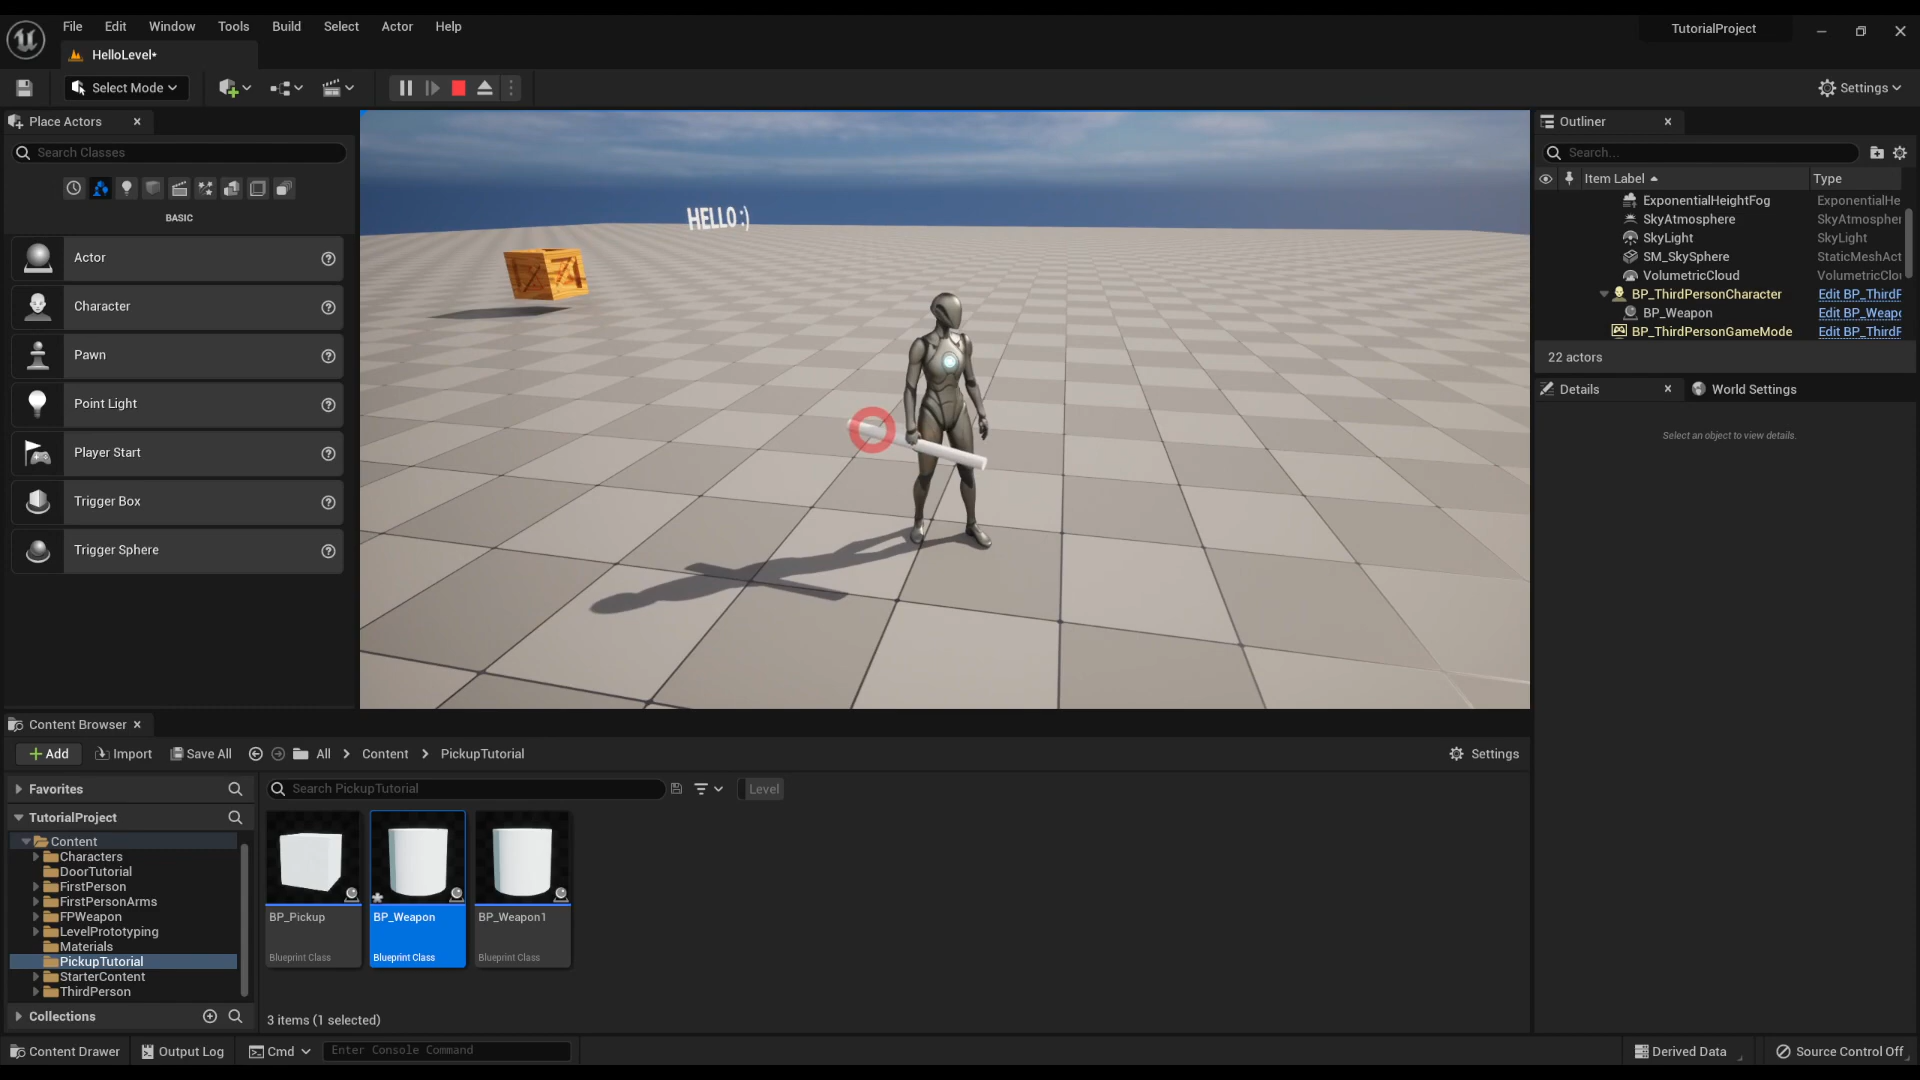 File Edit Window Tools Build Select Actor Help
TutorialProject
HelloLevel*
Select Mode
Settings
Place Actors
Search Classes
BASIC
Actor
Character
Pawn
Point Light
Player Start
Trigger Box
Trigger Sphere
HELLO :)
Outliner
Search...
Item Label Type
ExponentialHeightFog ExponentialHe
SkyAtmosphere SkyAtmospher
SkyLight SkyLight
SM_SkySphere StaticMeshAct
VolumetricCloud VolumetricClou
BP_ThirdPersonCharacter Edit BP_ThirdP
BP_Weapon Edit BP_Weapo
BP_ThirdPersonGameMode Edit BP_ThirdP
22 actors
Details World Settings
Select an object to view details.
Content Browser
Add Import Save All All Content PickupTutorial Settings
Favorites
Search PickupTutorial
Level
TutorialProject
Content
Characters
DoorTutorial
FirstPerson
FirstPersonArms
FPWeapon
LevelPrototyping
Materials
PickupTutorial
StarterContent
ThirdPerson
Collections
BP_Pickup BP_Weapon BP_Weapon1
Blueprint Class Blueprint Class Blueprint Class
3 items (1 selected)
Content Drawer Output Log Cmd Enter Console Command Derived Data Source Control Off